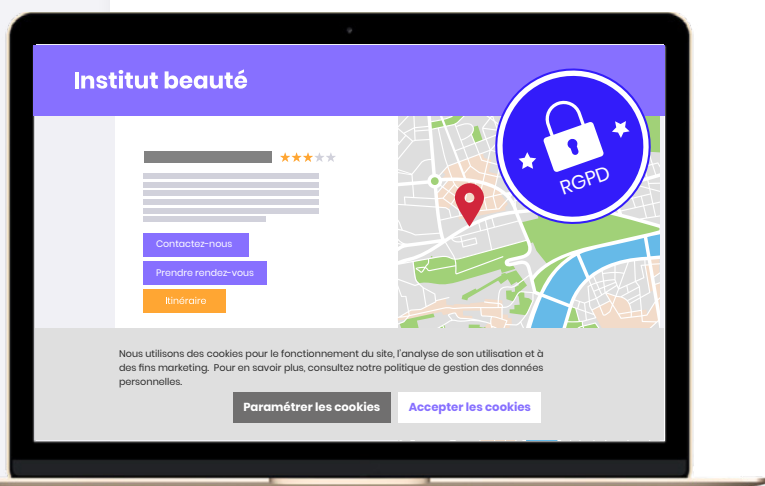 Institut beauté
RGPD
Contactez-nous
Prendre rendez-vous
Itinéraire
Nous utilisons des cookies pour le fonctionnement du site, l'analyse de son utilisation et à
des fins marketing. Pour en savoir plus, consultez notre politique de gestion des données
personnelles.
Paramétrer les cookies
Accepter les cookies